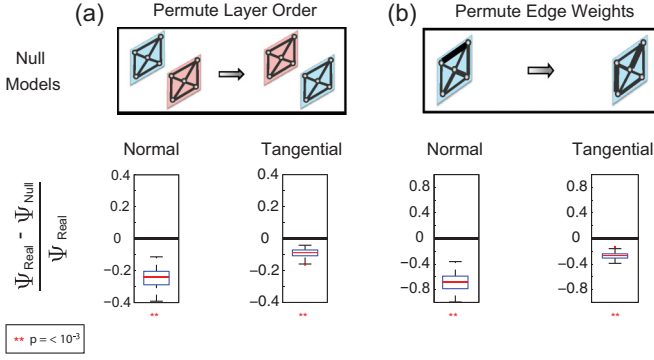 (a) Permute Layer Order
(b) Permute Edge Weights
Null
Models
Normal
Tangential
Normal
Tangential
Ψ Real - Ψ Null
Ψ Real
0.4
0.2
0
−0.2
−0.4
0.4
0.2
0
−0.2
−0.4
0.8
0.4
0
−0.4
−0.8
0.8
0.4
0
−0.4
−0.8
**
**
**
**
** p = < 10⁻³